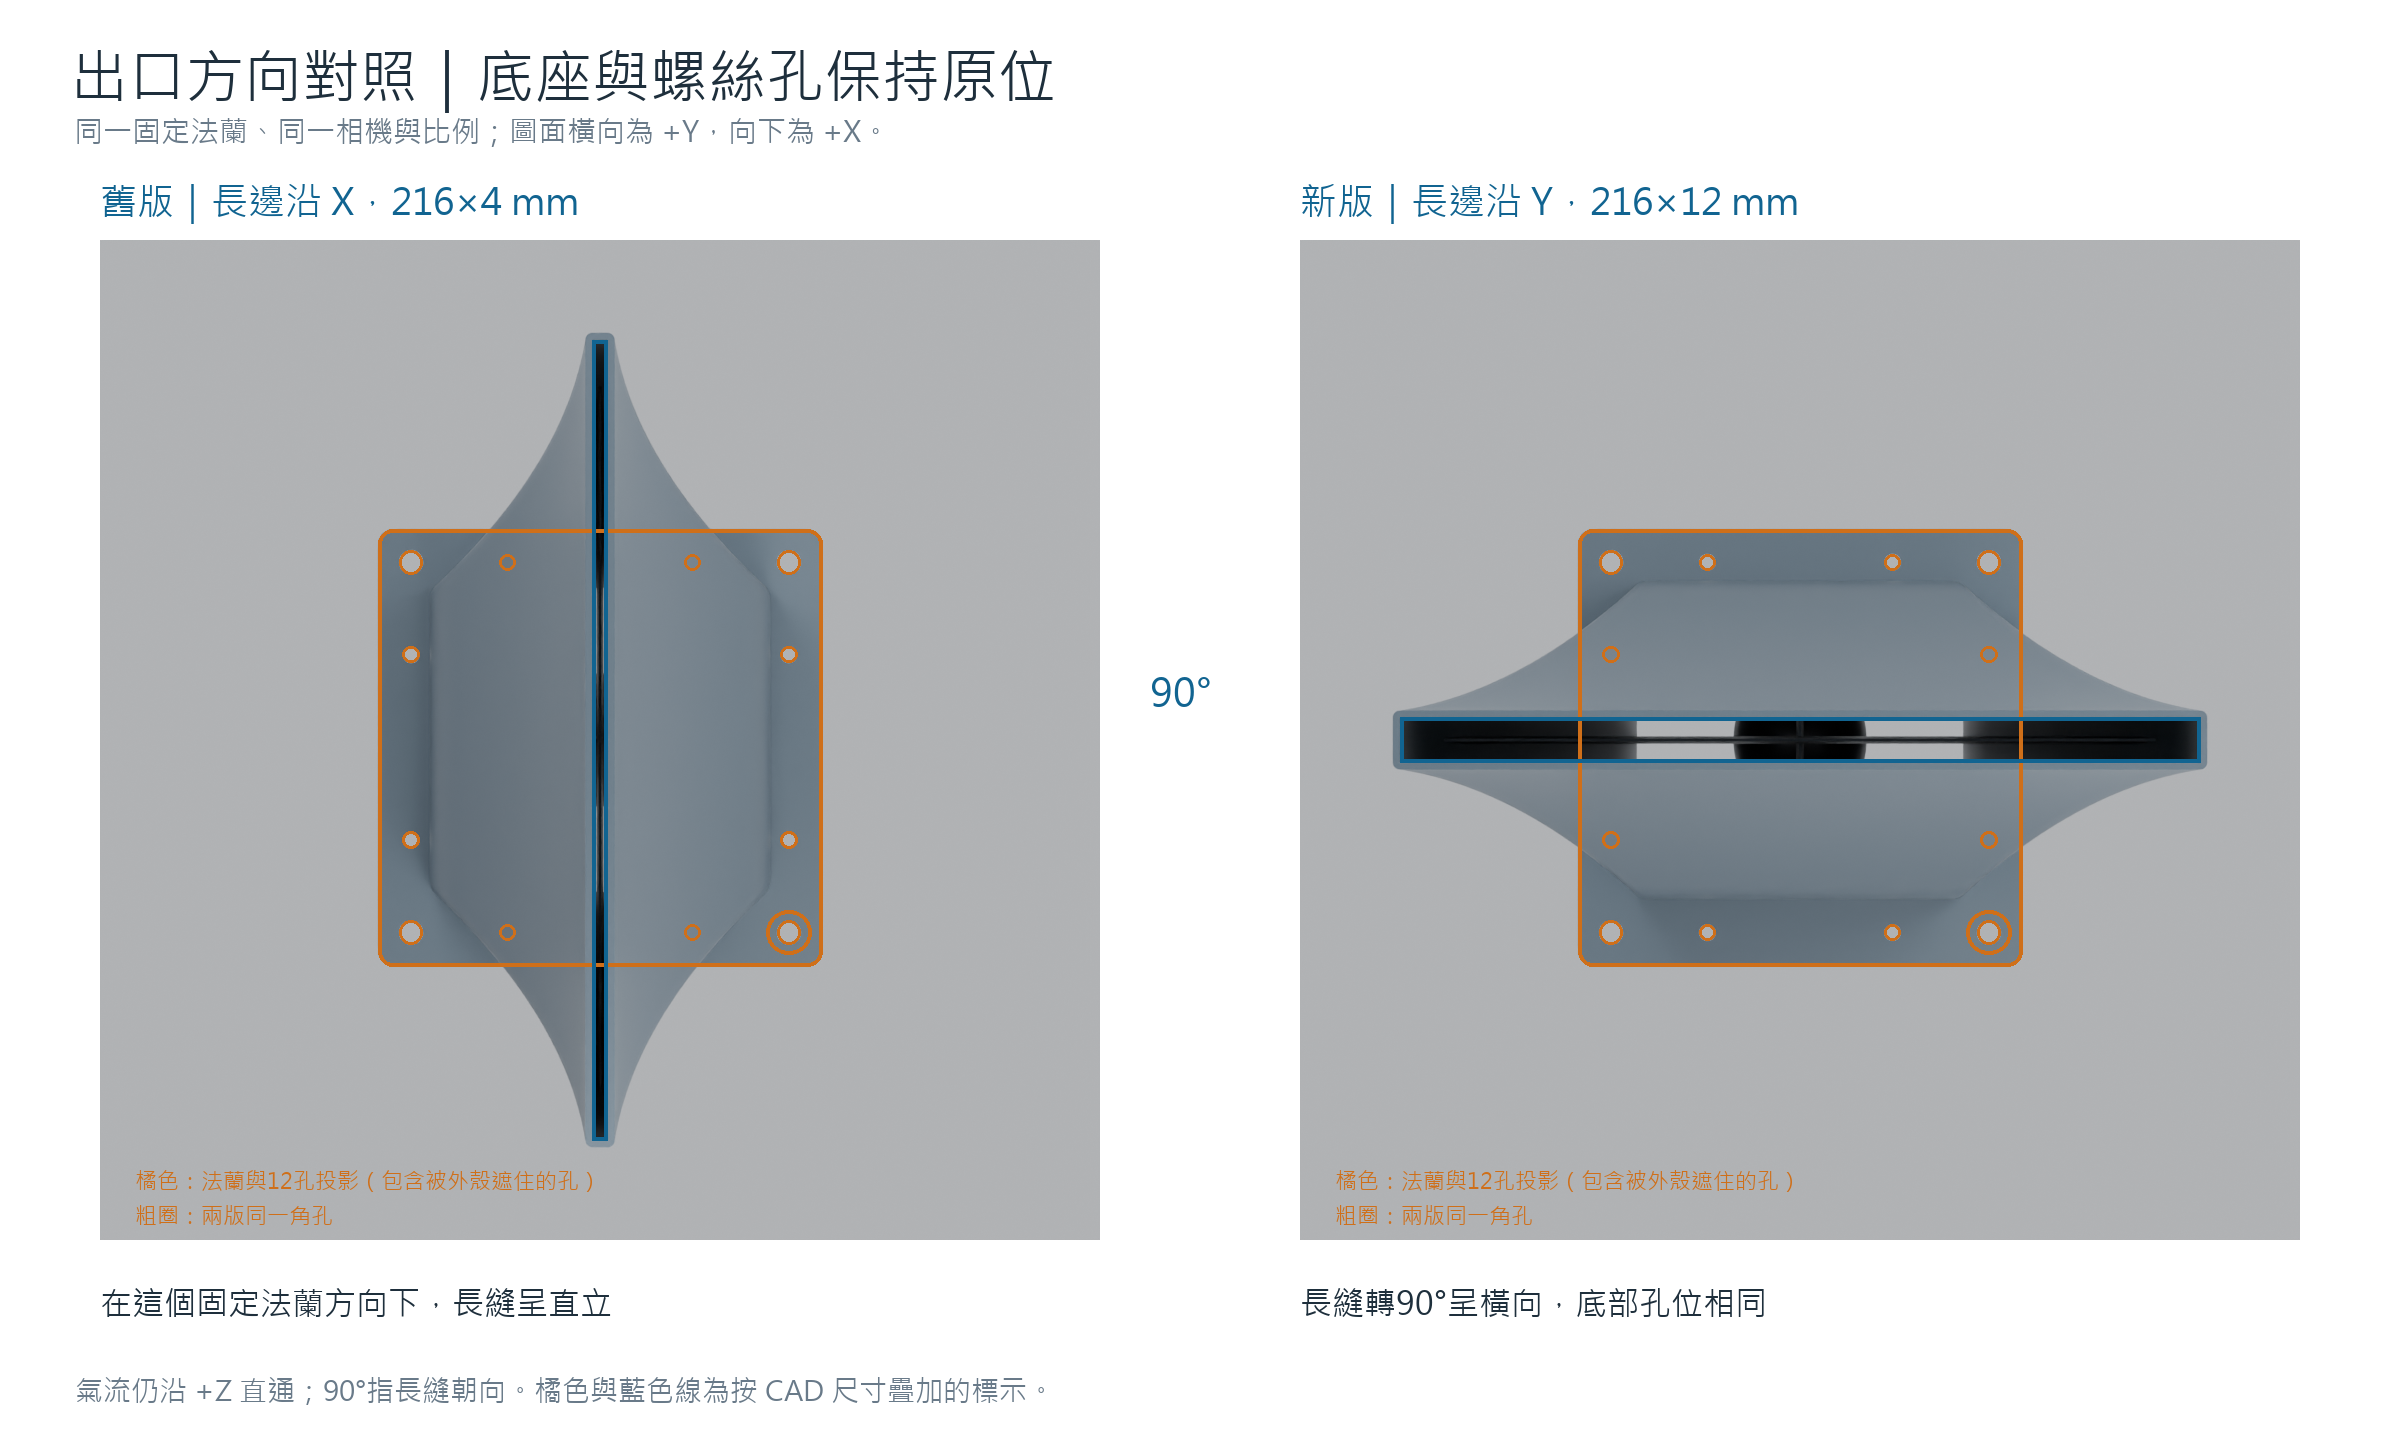 出口方向對照｜底座與螺絲孔保持原位
同一固定法蘭、同一相機與比例；圖面橫向為 +Y，向下為 +X。
舊版｜長邊沿 X，216×4 mm
新版｜長邊沿 Y，216×12 mm
90°
橘色：法蘭與12孔投影（包含被外殼遮住的孔）
粗圈：兩版同一角孔
橘色：法蘭與12孔投影（包含被外殼遮住的孔）
粗圈：兩版同一角孔
在這個固定法蘭方向下，長縫呈直立
長縫轉90°呈橫向，底部孔位相同
氣流仍沿 +Z 直通；90°指長縫朝向。橘色與藍色線為按 CAD 尺寸疊加的標示。